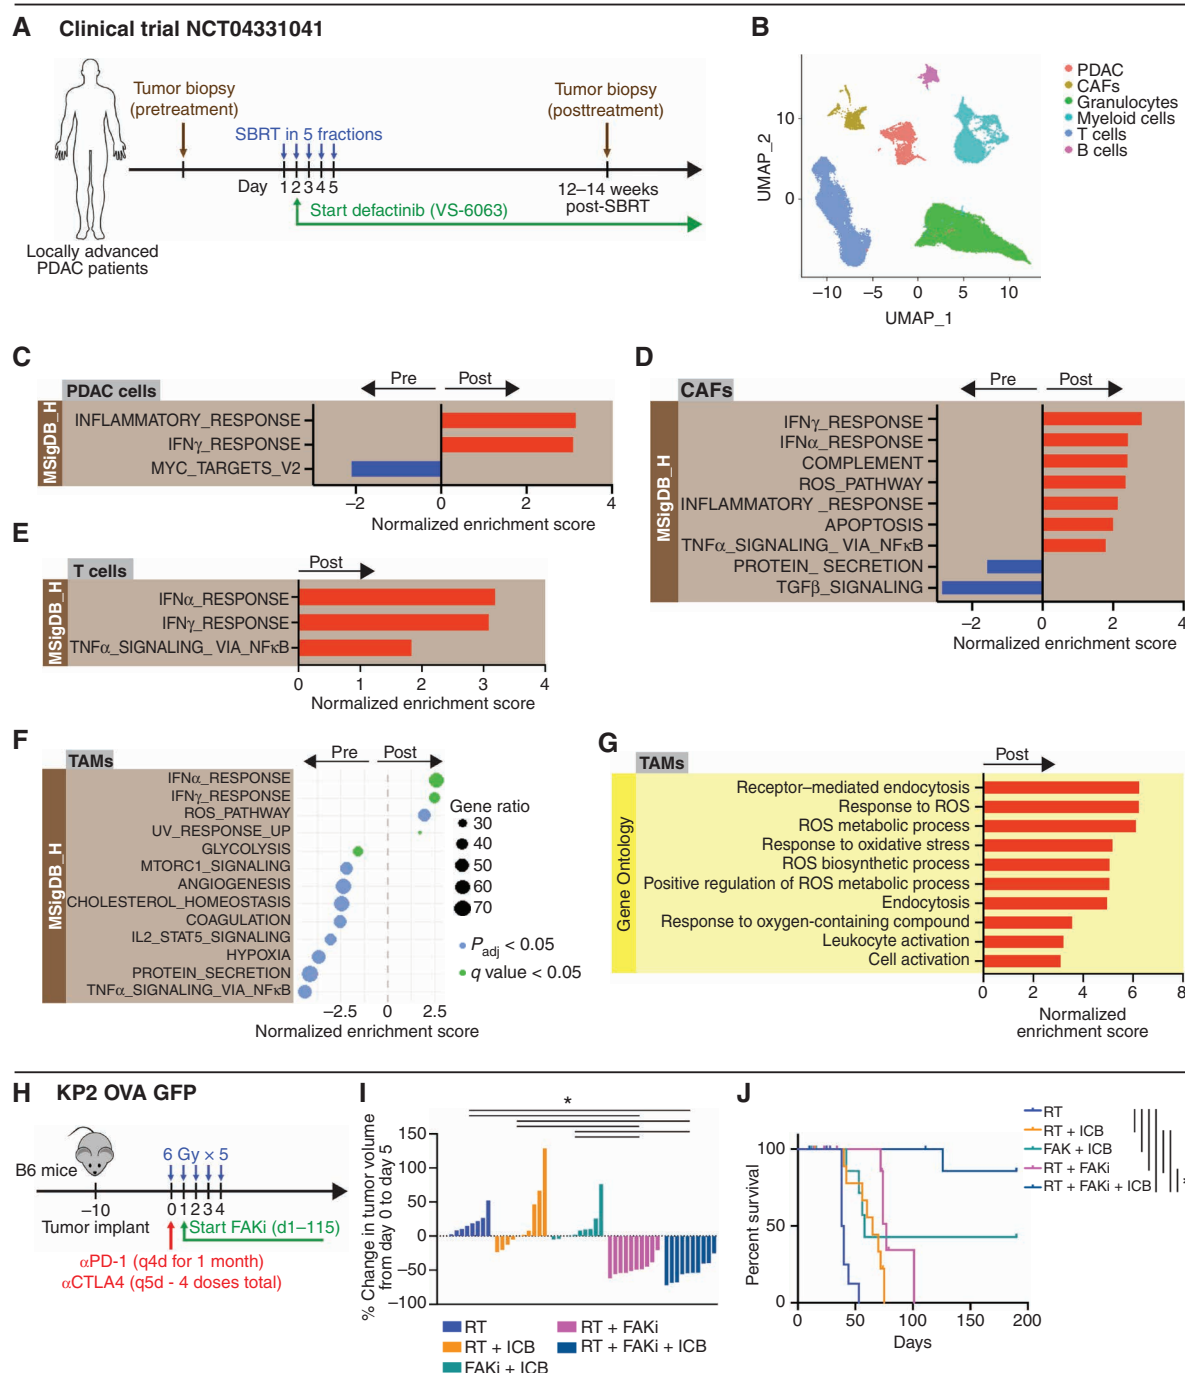 A Clinical trial NCT04331041
Tumor biopsy
(pretreatment)
SBRT in 5 fractions
Tumor biopsy
(posttreatment)
Day 1 2 3 4 5
12–14 weeks
post-SBRT
Start defactinib (VS-6063)
Locally advanced
PDAC patients
B
UMAP_2
10
0
–10 –5 0 5 10
UMAP_1
PDAC
CAFs
Granulocytes
Myeloid cells
T cells
B cells
C
PDAC cells
Pre Post
MSigDB_H
INFLAMMATORY_RESPONSE
IFNγ_RESPONSE
MYC_TARGETS_V2
–2 0 2 4
Normalized enrichment score
D
CAFs
Pre Post
MSigDB_H
IFNγ_RESPONSE
IFNα_RESPONSE
COMPLEMENT
ROS_PATHWAY
INFLAMMATORY _RESPONSE
APOPTOSIS
TNFα_SIGNALING_ VIA_NFκB
PROTEIN_ SECRETION
TGFβ_SIGNALING
–2 0 2 4
Normalized enrichment score
E
T cells
Post
MSigDB_H
IFNα_RESPONSE
IFNγ_RESPONSE
TNFα_SIGNALING_ VIA_NFκB
0 1 2 3 4
Normalized enrichment score
F
TAMs
Pre Post
MSigDB_H
IFNα_RESPONSE
IFNγ_RESPONSE
ROS_PATHWAY
UV_RESPONSE_UP
GLYCOLYSIS
MTORC1_SIGNALING
ANGIOGENESIS
CHOLESTEROL_HOMEOSTASIS
COAGULATION
IL2_STAT5_SIGNALING
HYPOXIA
PROTEIN_SECRETION
TNFα_SIGNALING_VIA_NFκB
–2.5 0 2.5
Normalized enrichment score
Gene ratio
30
40
50
60
70
Padj < 0.05
q value < 0.05
G
TAMs
Post
Gene Ontology
Receptor–mediated endocytosis
Response to ROS
ROS metabolic process
Response to oxidative stress
ROS biosynthetic process
Positive regulation of ROS metabolic process
Endocytosis
Response to oxygen-containing compound
Leukocyte activation
Cell activation
0 2 4 6 8
Normalized
enrichment score
H KP2 OVA GFP
B6 mice
6 Gy × 5
–10 0 1 2 3 4
Tumor implant
Start FAKi (d1–115)
αPD-1 (q4d for 1 month)
αCTLA4 (q5d - 4 doses total)
I
*
% Change in tumor volume
from day 0 to day 5
150
100
50
0
–50
–100
RT
RT + ICB
FAKi + ICB
RT + FAKi
RT + FAKi + ICB
J
Percent survival
100
50
0
0 50 100 150 200
Days
RT
RT + ICB
FAK + ICB
RT + FAKi
RT + FAKi + ICB
*